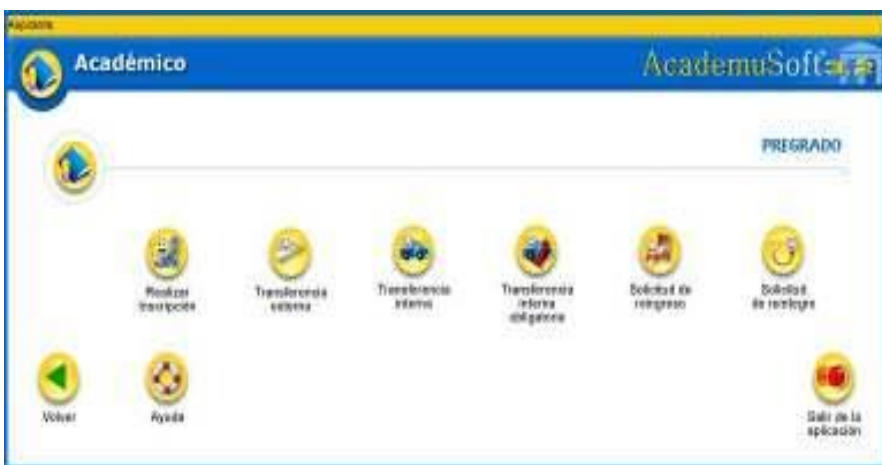 Aspirante
Académico
AcademuSoft
PREGRADO
Realizar
inscripción
Transferencia
externa
Transferencia
interna
Transferencia
interna
obligatoria
Solicitud de
reingreso
Solicitud
de reintegro
Volver
Ayuda
Salir de la
aplicación